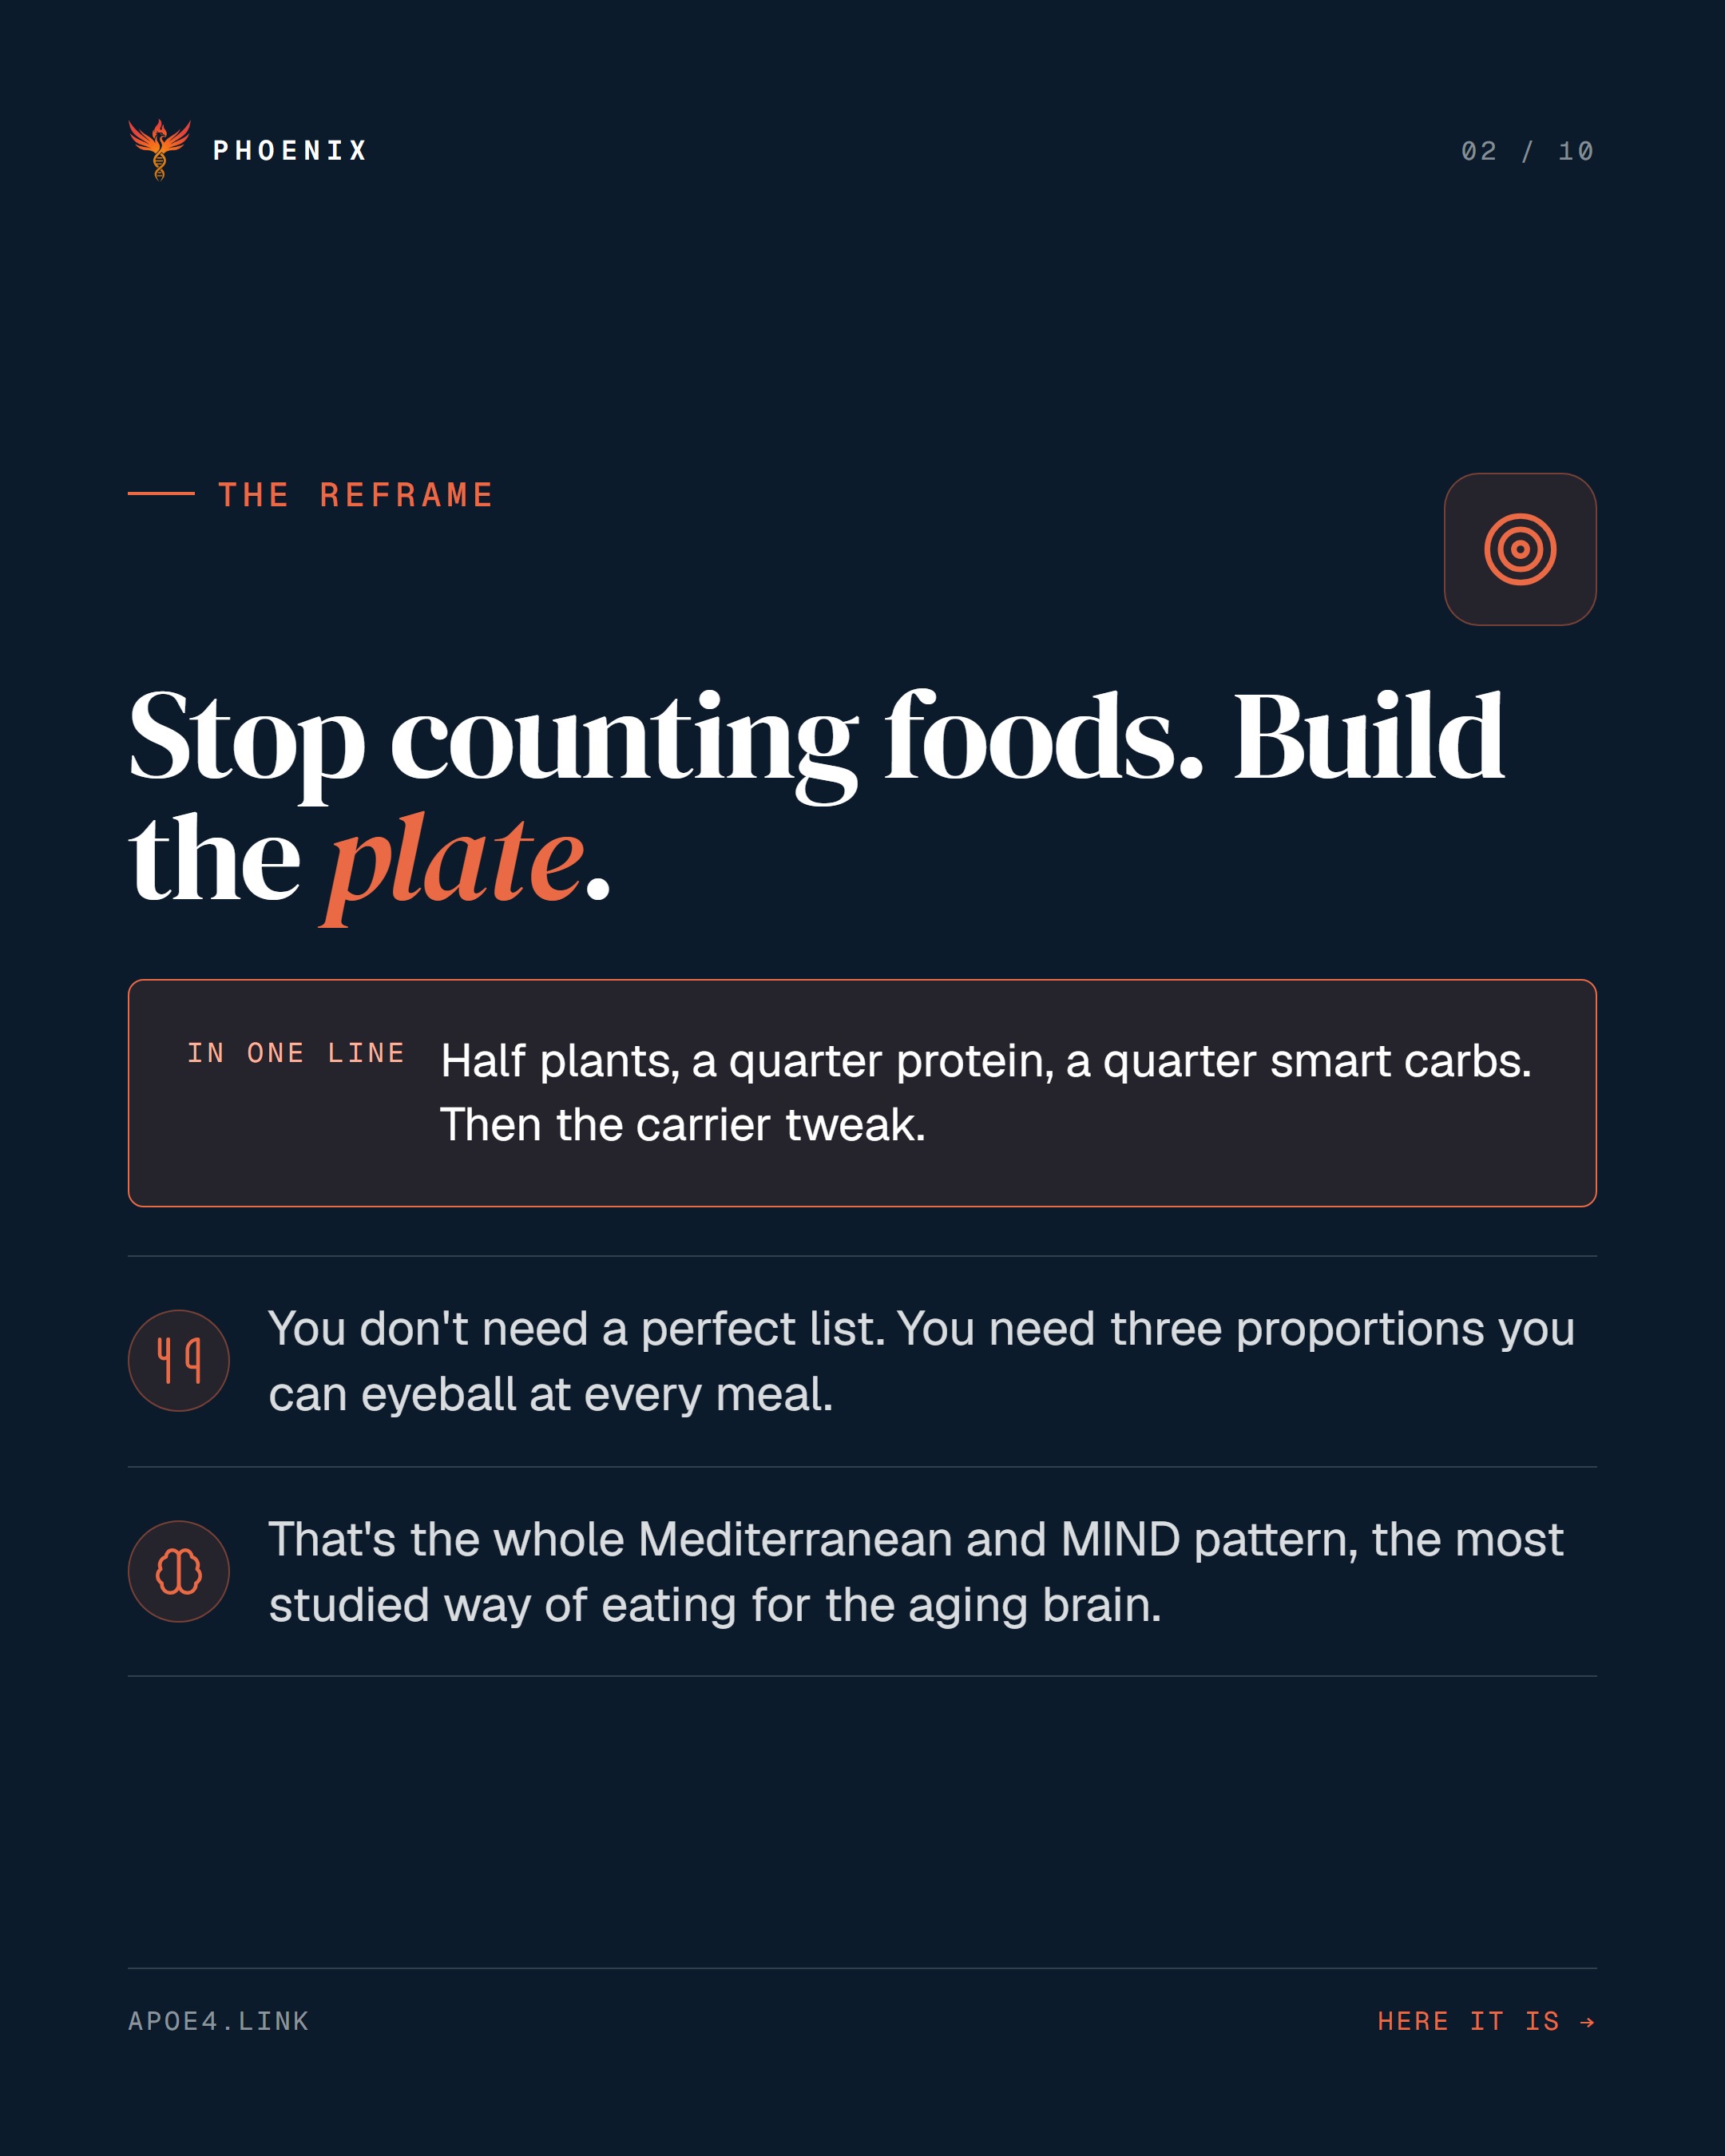 PHOENIX
02 / 10
THE REFRAME
Stop counting foods. Build
the plate.
IN ONE LINE
Half plants, a quarter protein, a quarter smart carbs.
Then the carrier tweak.
You don't need a perfect list. You need three proportions you
can eyeball at every meal.
That's the whole Mediterranean and MIND pattern, the most
studied way of eating for the aging brain.
APOE4.LINK
HERE IT IS →